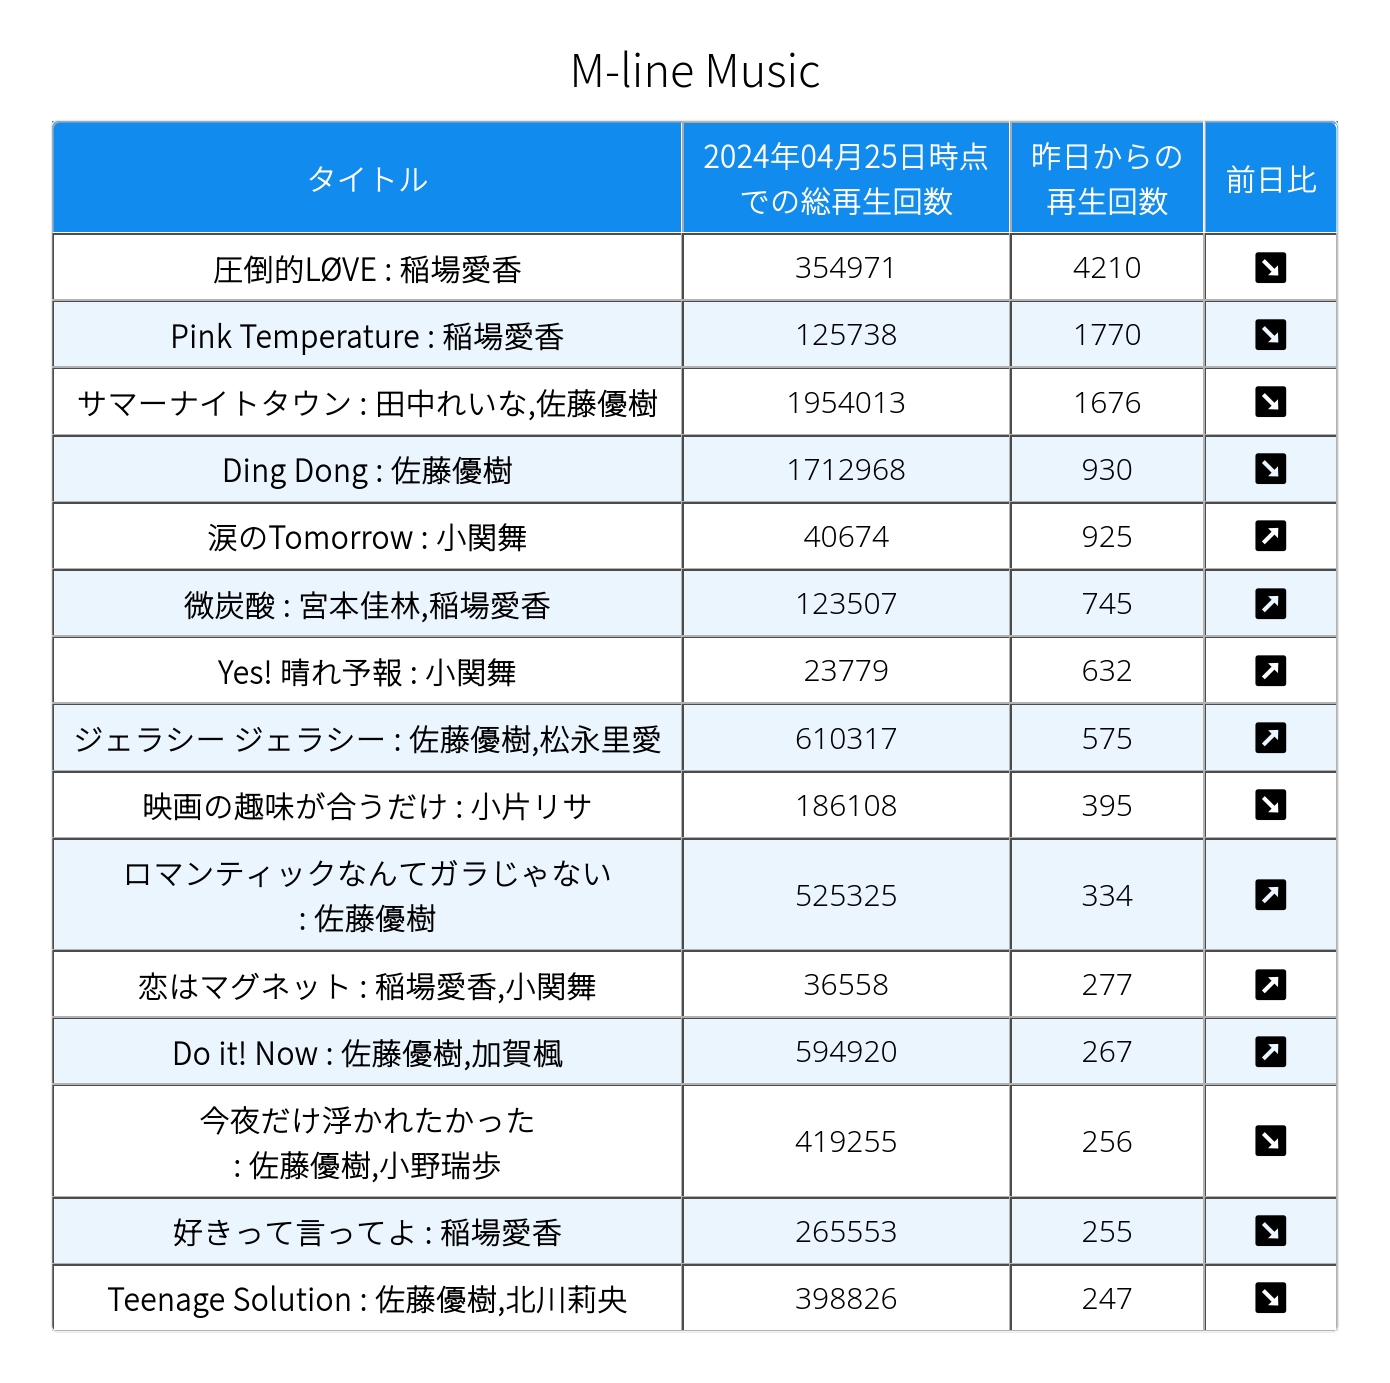 M-line Music
タイトル
2024年04月25日時点
での総再生回数
昨日からの
再生回数
前日比
圧倒的LØVE : 稲場愛香 354971 4210 ↘
Pink Temperature : 稲場愛香 125738 1770 ↘
サマーナイトタウン : 田中れいな,佐藤優樹 1954013 1676 ↘
Ding Dong : 佐藤優樹 1712968 930 ↘
涙のTomorrow : 小関舞 40674 925 ↗
微炭酸 : 宮本佳林,稲場愛香 123507 745 ↗
Yes! 晴れ予報 : 小関舞 23779 632 ↗
ジェラシー ジェラシー : 佐藤優樹,松永里愛 610317 575 ↗
映画の趣味が合うだけ : 小片リサ 186108 395 ↘
ロマンティックなんてガラじゃない
: 佐藤優樹 525325 334 ↗
恋はマグネット : 稲場愛香,小関舞 36558 277 ↗
Do it! Now : 佐藤優樹,加賀楓 594920 267 ↗
今夜だけ浮かれたかった
: 佐藤優樹,小野瑞歩 419255 256 ↘
好きって言ってよ : 稲場愛香 265553 255 ↘
Teenage Solution : 佐藤優樹,北川莉央 398826 247 ↘